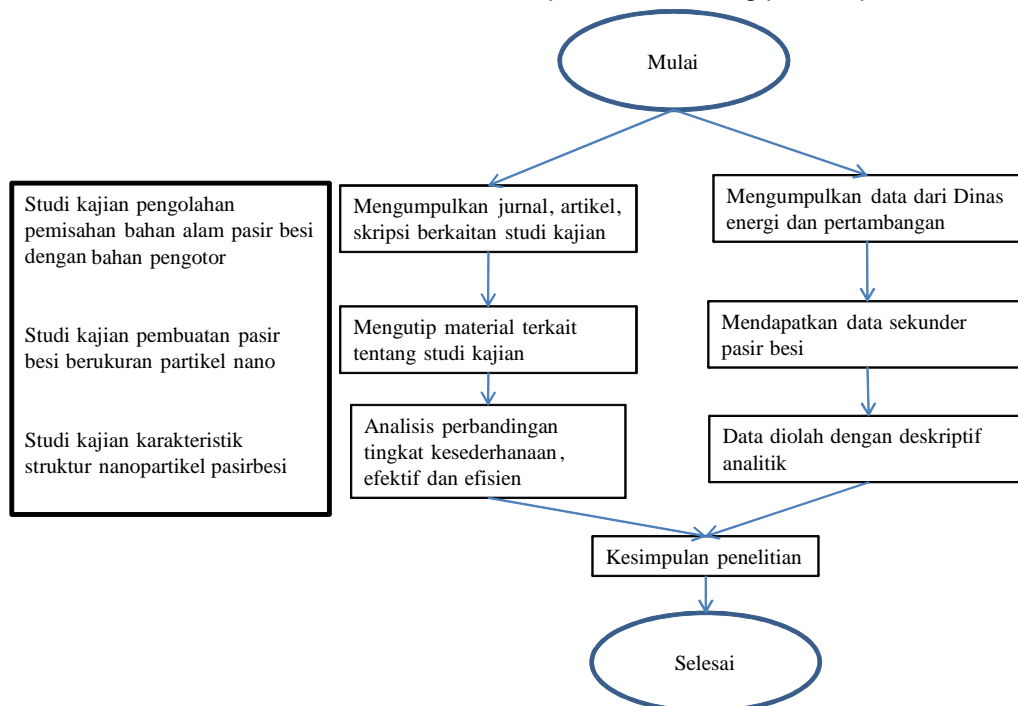 Mulai
Studi kajian pengolahan
pemisahan bahan alam pasir besi
dengan bahan pengotor
Studi kajian pembuatan pasir
besi berukuran partikel nano
Studi kajian karakteristik
struktur nanopartikel pasirbesi
Mengumpulkan jurnal, artikel,
skripsi berkaitan studi kajian
Mengutip material terkait
tentang studi kajian
Analisis perbandingan
tingkat kesederhanaan,
efektif dan efisien
Mengumpulkan data dari Dinas
energi dan pertambangan
Mendapatkan data sekunder
pasir besi
Data diolah dengan deskriptif
analitik
Kesimpulan penelitian
Selesai